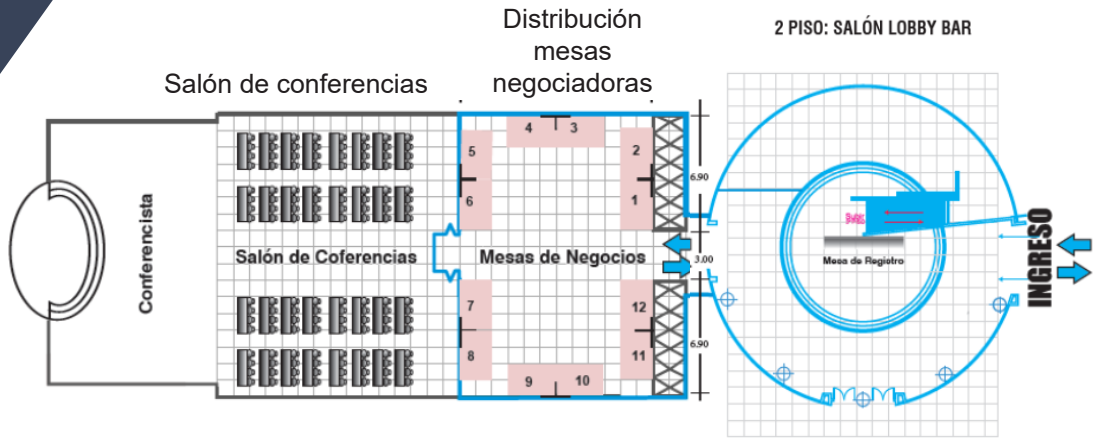 Distribución
mesas
negociadoras
2 PISO: SALÓN LOBBY BAR
Salón de conferencias
4 3
5
2
6
1
6.90
Conferencista
Salón de Coferencias
Mesas de Negocios
3.00
Mesa de Registro
INGRESO
7
12
8
11
6.90
9 10